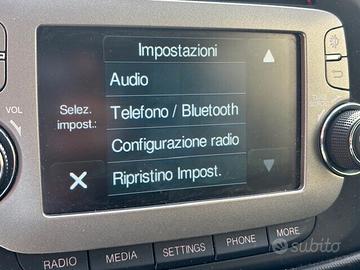 Impostazioni
Audio
Selez.
impost.:
Telefono / Bluetooth
Configurazione radio
Ripristino Impost.
VOL
RADIO
MEDIA
SETTINGS
PHONE
MORE
subito